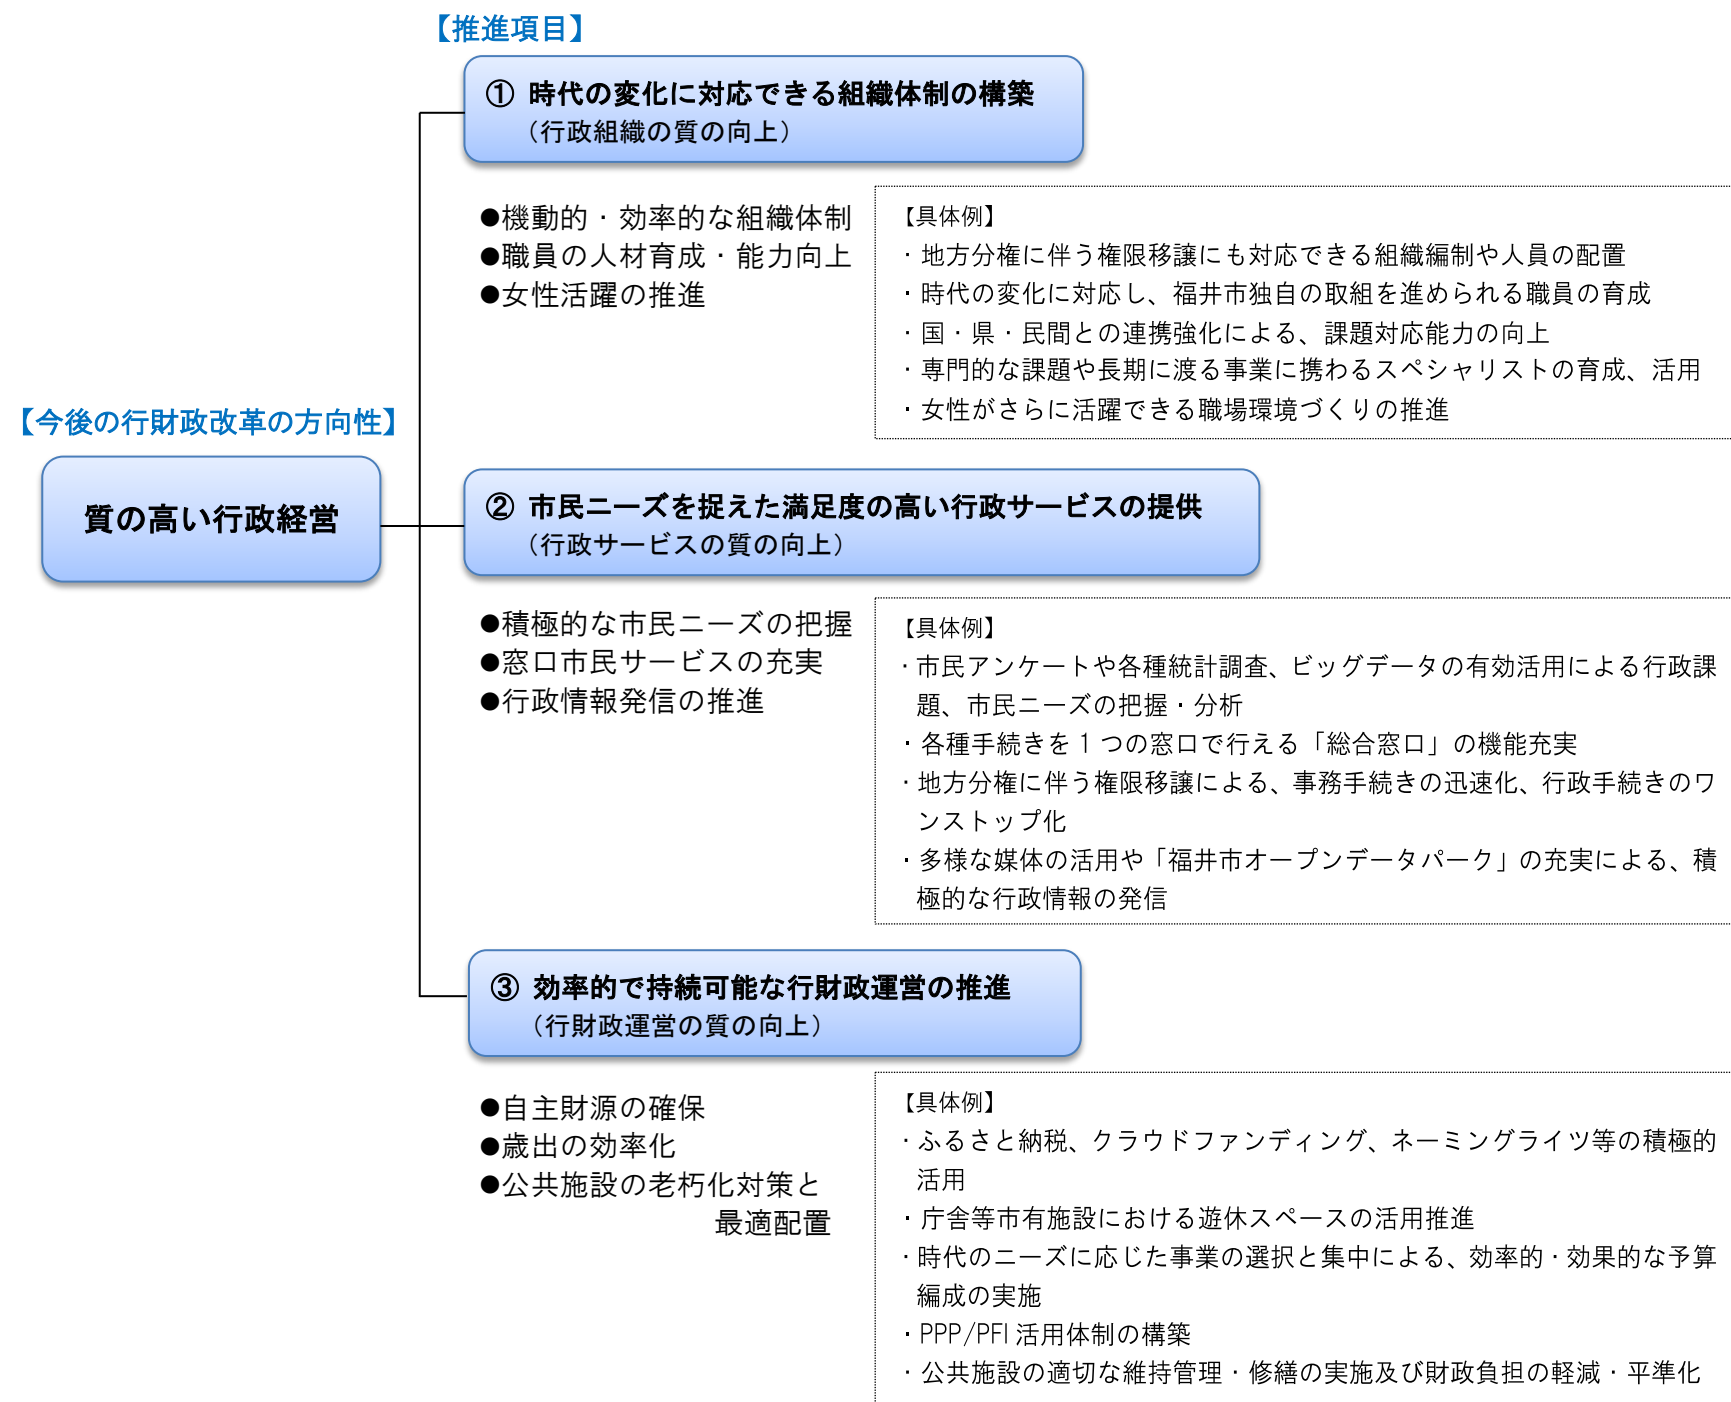 【推進項目】
① 時代の変化に対応できる組織体制の構築
（行政組織の質の向上）
●機動的・効率的な組織体制
●職員の人材育成・能力向上
●女性活躍の推進
【具体例】
・地方分権に伴う権限移譲にも対応できる組織編制や人員の配置
・時代の変化に対応し、福井市独自の取組を進められる職員の育成
・国・県・民間との連携強化による、課題対応能力の向上
・専門的な課題や長期に渡る事業に携わるスペシャリストの育成、活用
・女性がさらに活躍できる職場環境づくりの推進
【今後の行財政改革の方向性】
質の高い行政経営
② 市民ニーズを捉えた満足度の高い行政サービスの提供
（行政サービスの質の向上）
●積極的な市民ニーズの把握
●窓口市民サービスの充実
●行政情報発信の推進
【具体例】
・市民アンケートや各種統計調査、ビッグデータの有効活用による行政課
題、市民ニーズの把握・分析
・各種手続きを１つの窓口で行える「総合窓口」の機能充実
・地方分権に伴う権限移譲による、事務手続きの迅速化、行政手続きのワ
ンストップ化
・多様な媒体の活用や「福井市オープンデータパーク」の充実による、積
極的な行政情報の発信
③ 効率的で持続可能な行財政運営の推進
（行財政運営の質の向上）
●自主財源の確保
●歳出の効率化
●公共施設の老朽化対策と
最適配置
【具体例】
・ふるさと納税、クラウドファンディング、ネーミングライツ等の積極的
活用
・庁舎等市有施設における遊休スペースの活用推進
・時代のニーズに応じた事業の選択と集中による、効率的・効果的な予算
編成の実施
・PPP/PFI 活用体制の構築
・公共施設の適切な維持管理・修繕の実施及び財政負担の軽減・平準化